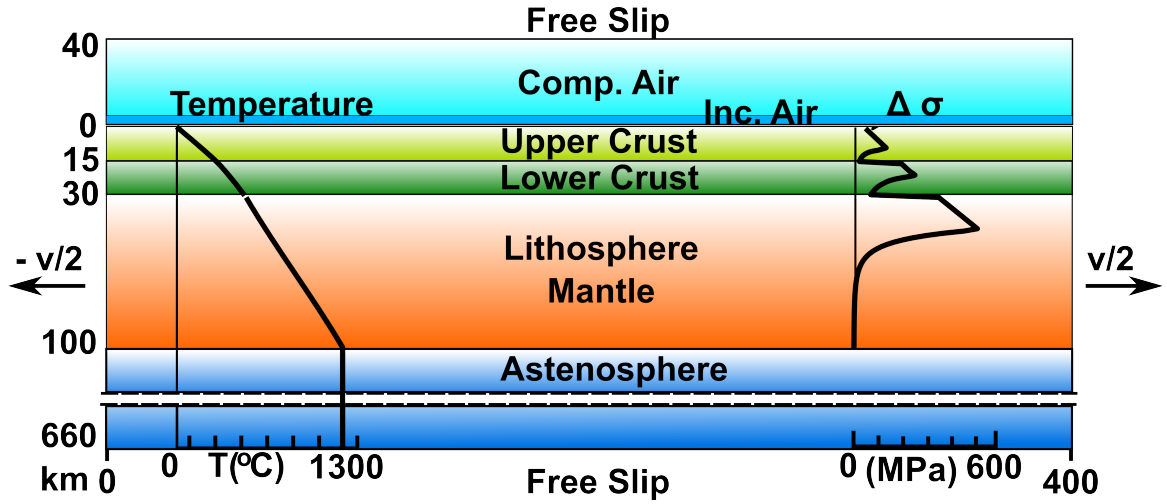 Free Slip
40
Comp. Air
Temperature
Inc. Air
Δ σ
0
Upper Crust
15
Lower Crust
30
Lithosphere
Mantle
- v/2
v/2
100
Astenosphere
660
km
0
0
T(ºC)
1300
Free Slip
0
(MPa)
600
400